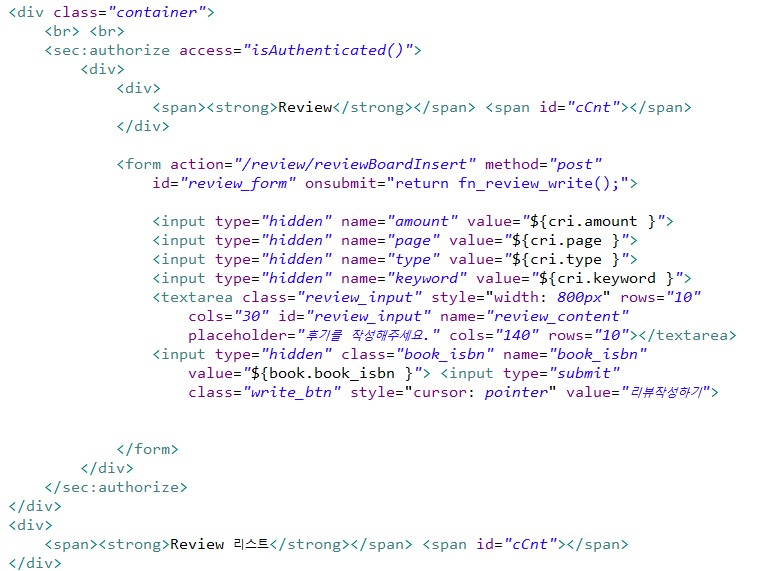 <div class="container">
    <br> <br>
    <sec:authorize access="isAuthenticated()">
        <div>
            <div>
                <span><strong>Review</strong></span> <span id="cCnt"></span>
            </div>

            <form action="/review/reviewBoardInsert" method="post"
                id="review_form" onsubmit="return fn_review_write();">

                <input type="hidden" name="amount" value="${cri.amount }">
                <input type="hidden" name="page" value="${cri.page }">
                <input type="hidden" name="type" value="${cri.type }">
                <input type="hidden" name="keyword" value="${cri.keyword }">
                <textarea class="review_input" style="width: 800px" rows="10"
                    cols="30" id="review_input" name="review_content"
                    placeholder="후기를 작성해주세요." cols="140" rows="10"></textarea>
                <input type="hidden" class="book_isbn" name="book_isbn"
                    value="${book.book_isbn }"> <input type="submit"
                    class="write_btn" style="cursor: pointer" value="리뷰작성하기">


            </form>
        </div>
    </sec:authorize>
</div>
<div>
    <span><strong>Review 리스트</strong></span> <span id="cCnt"></span>
</div>